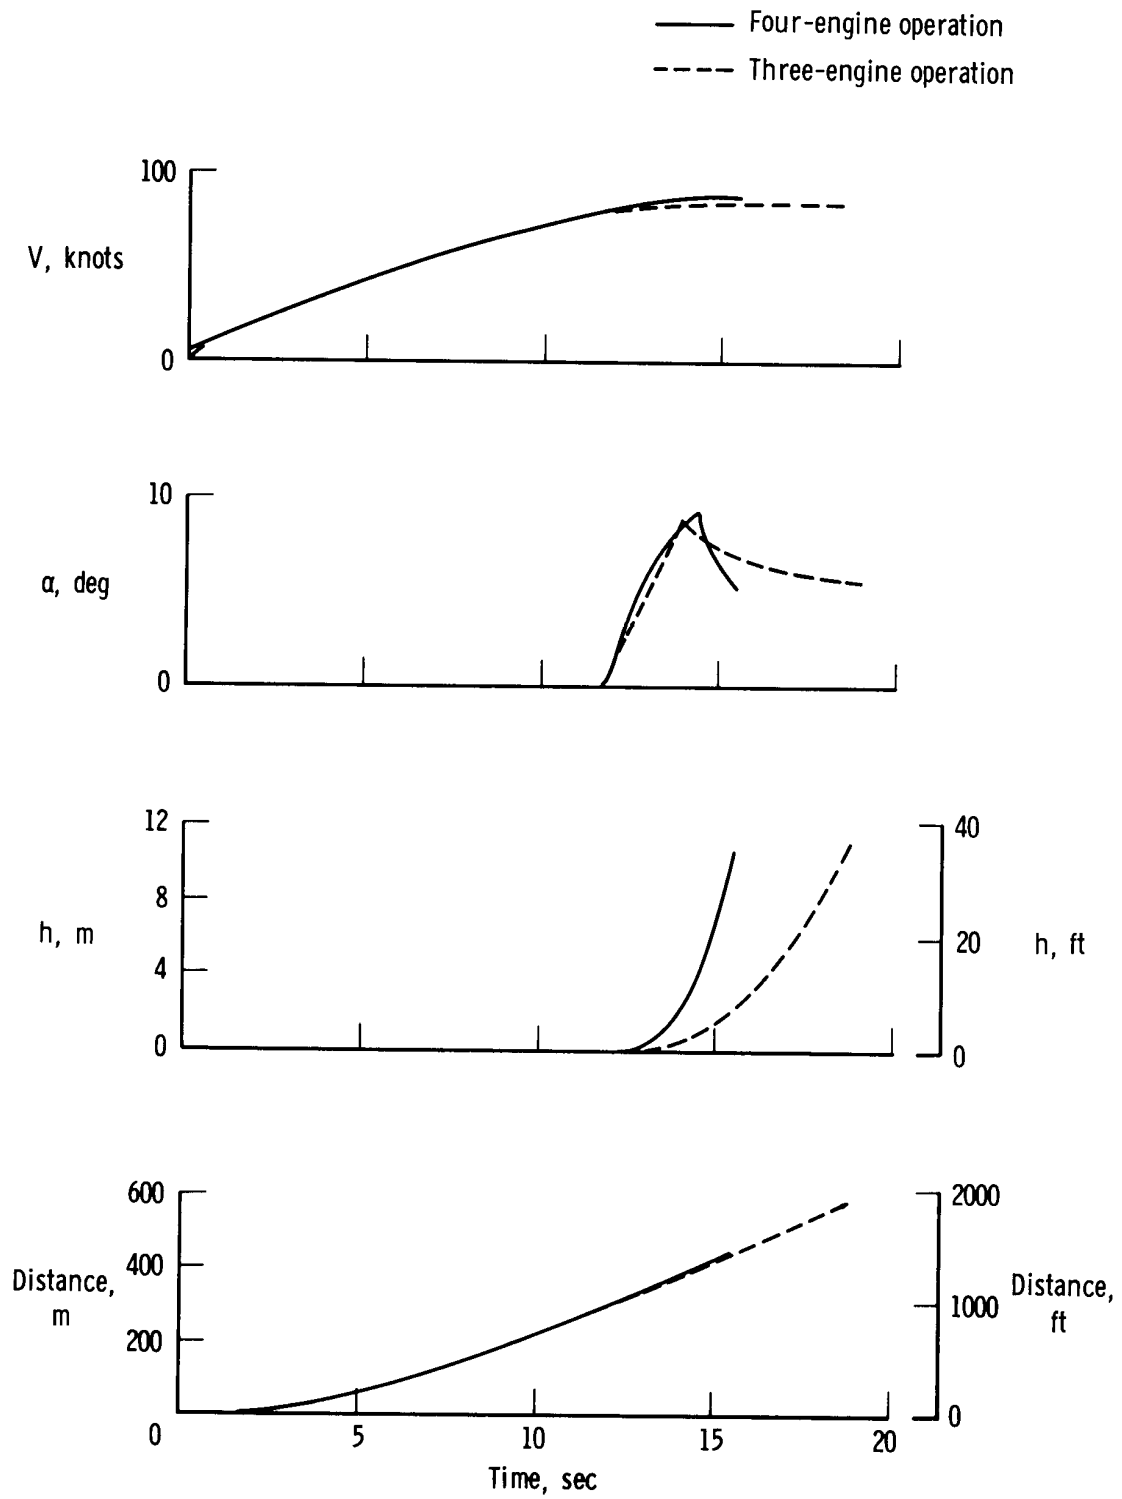 Four-engine operation
Three-engine operation
100
V, knots
0
10
α, deg
0
12
8
h, m
4
0
40
20
h, ft
0
600
400
Distance,
m
200
0
2000
1000
Distance,
ft
0
5
10
15
20
Time, sec